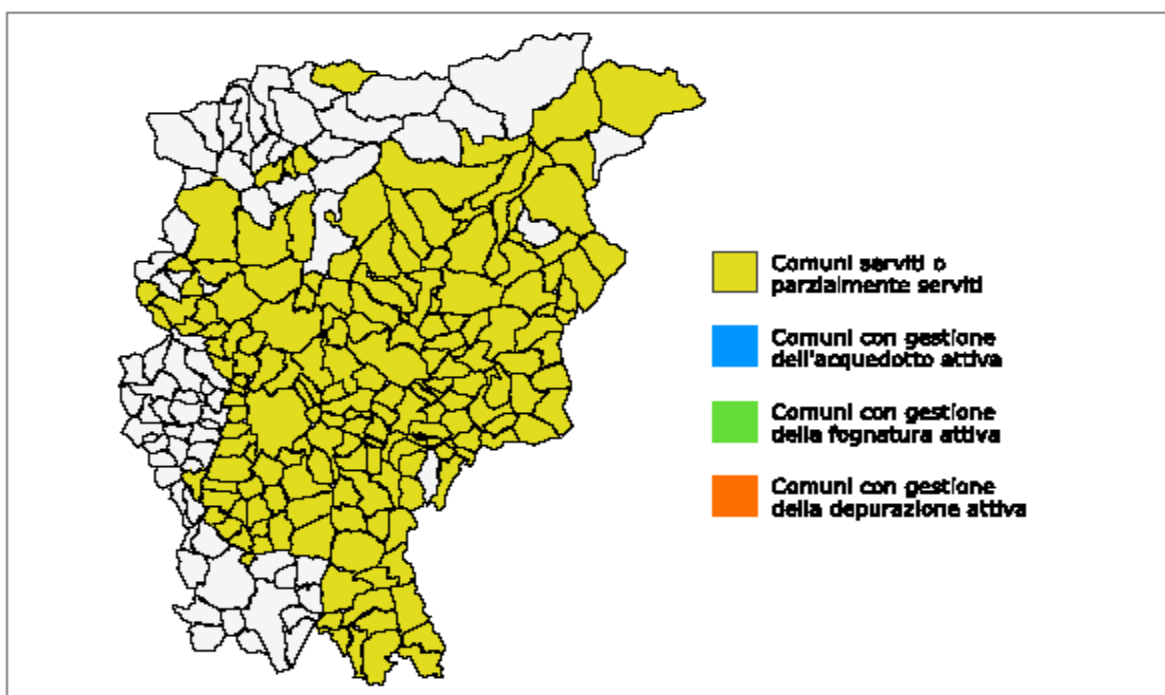 Comuni serviti o
parzialmente serviti
Comuni con gestione
dell'acquedotto attiva
Comuni con gestione
della fognatura attiva
Comuni con gestione
della depurazione attiva